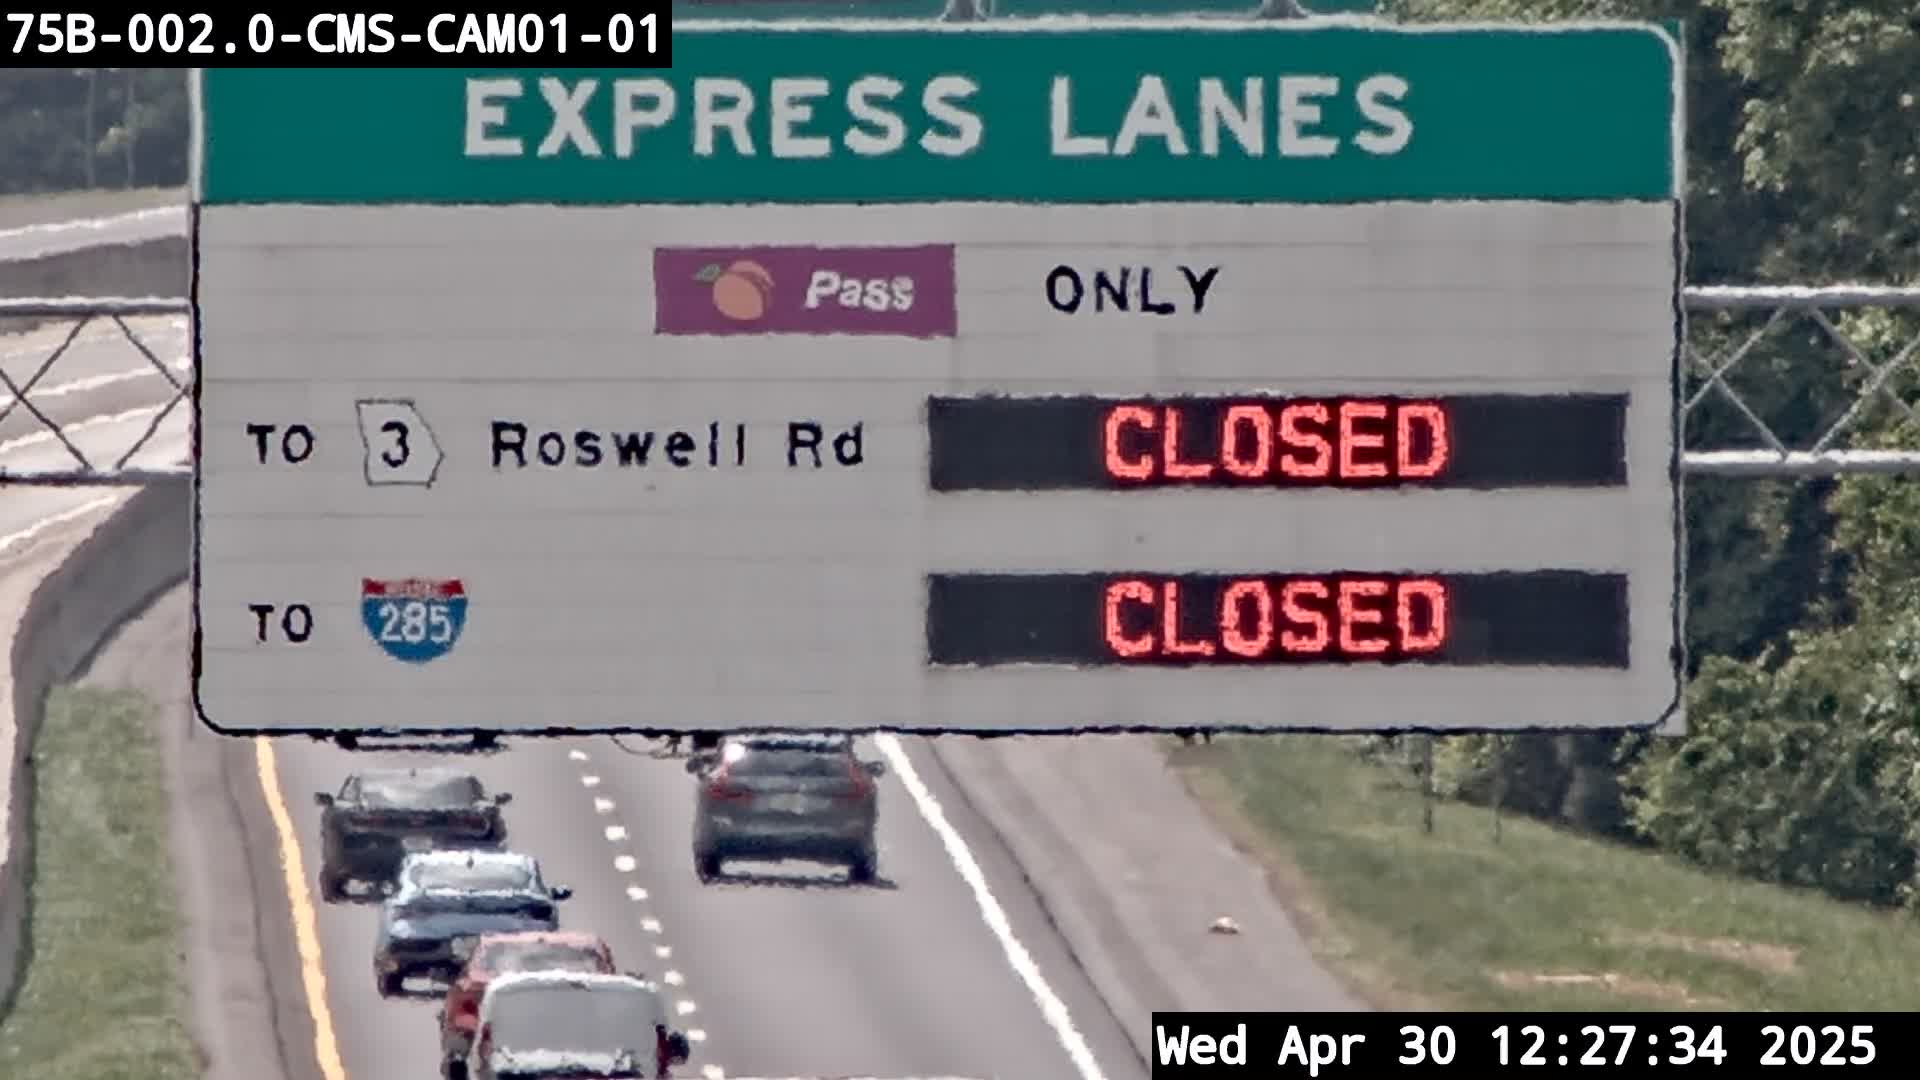 75B-002.0-CMS-CAM01-01
EXPRESS LANES
Pass ONLY
TO 3 Roswell Rd CLOSED
TO 285 CLOSED
Wed Apr 30 12:27:34 2025